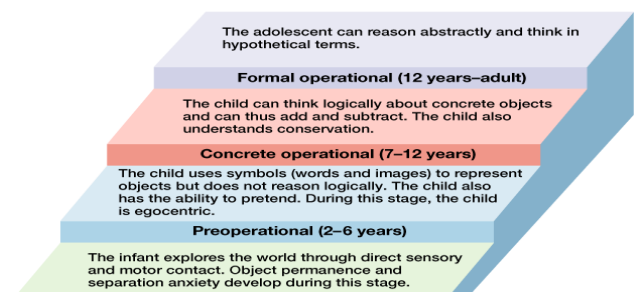 The adolescent can reason abstractly and think in
hypothetical terms.
Formal operational (12 years–adult)
The child can think logically about concrete objects
and can thus add and subtract. The child also
understands conservation.
Concrete operational (7–12 years)
The child uses symbols (words and images) to represent
objects but does not reason logically. The child also
has the ability to pretend. During this stage, the child
is egocentric.
Preoperational (2–6 years)
The infant explores the world through direct sensory
and motor contact. Object permanence and
separation anxiety develop during this stage.